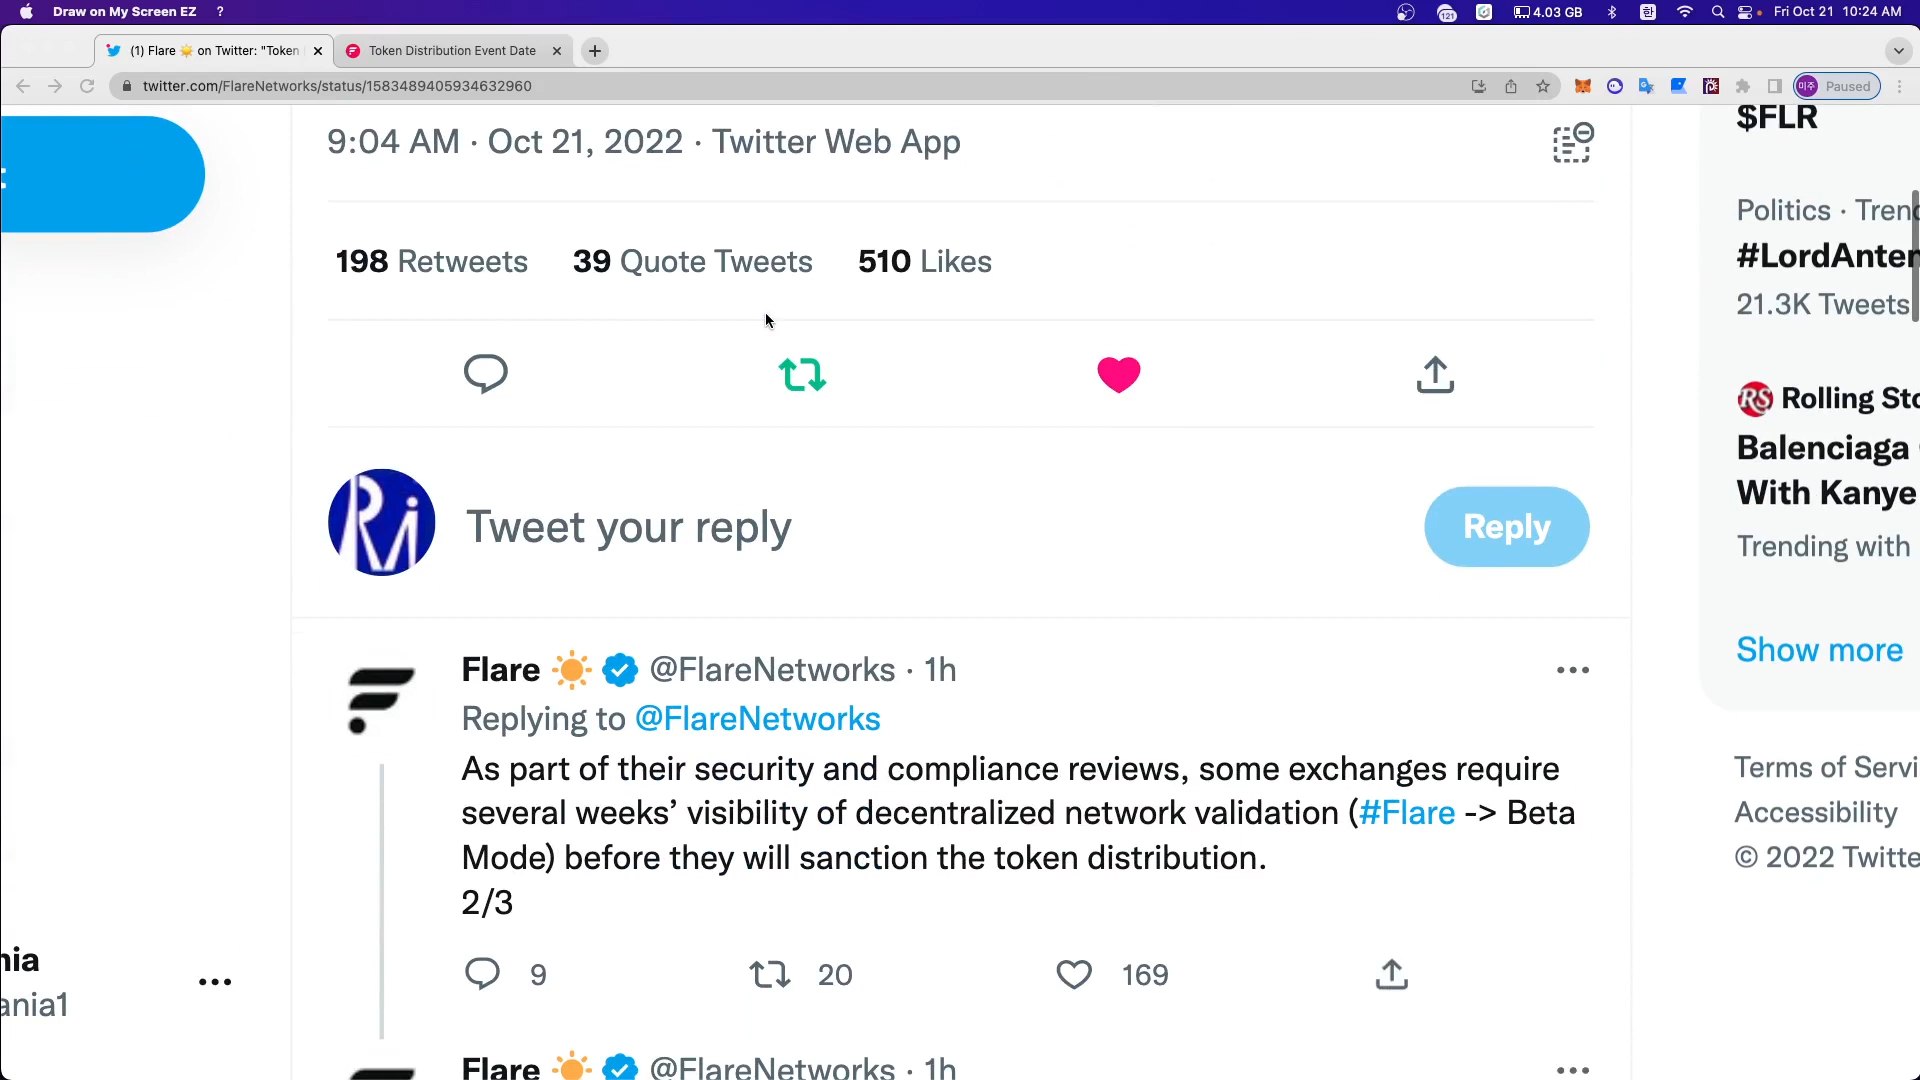 Draw on My Screen EZ ?
121 4.03 GB 한 Fri Oct 21 10:24 AM
(1) Flare ☀️ on Twitter: "Token
Token Distribution Event Date
twitter.com/FlareNetworks/status/1583489405934632960
미주 Paused
$FLR
9:04 AM · Oct 21, 2022 · Twitter Web App
Politics · Trend
#LordAnten
21.3K Tweets
198 Retweets 39 Quote Tweets 510 Likes
RS Rolling Sto
Balenciaga
With Kanye
Trending with
Show more
Tweet your reply
Reply
Flare ☀️ @FlareNetworks · 1h
Replying to @FlareNetworks
As part of their security and compliance reviews, some exchanges require
several weeks’ visibility of decentralized network validation (#Flare -> Beta
Mode) before they will sanction the token distribution.
2/3
9 20 169
Terms of Servi
Accessibility
© 2022 Twitte
nia
ania1
Flare ☀️ @FlareNetworks · 1h